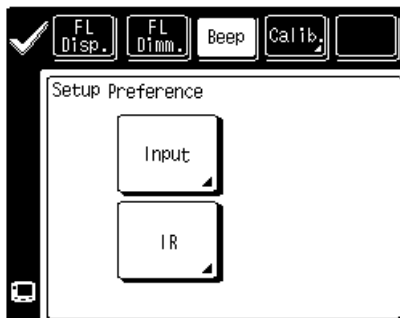 FL
Disp.
FL
Dimm.
Beep
Calib.
Setup Preference
Input
IR